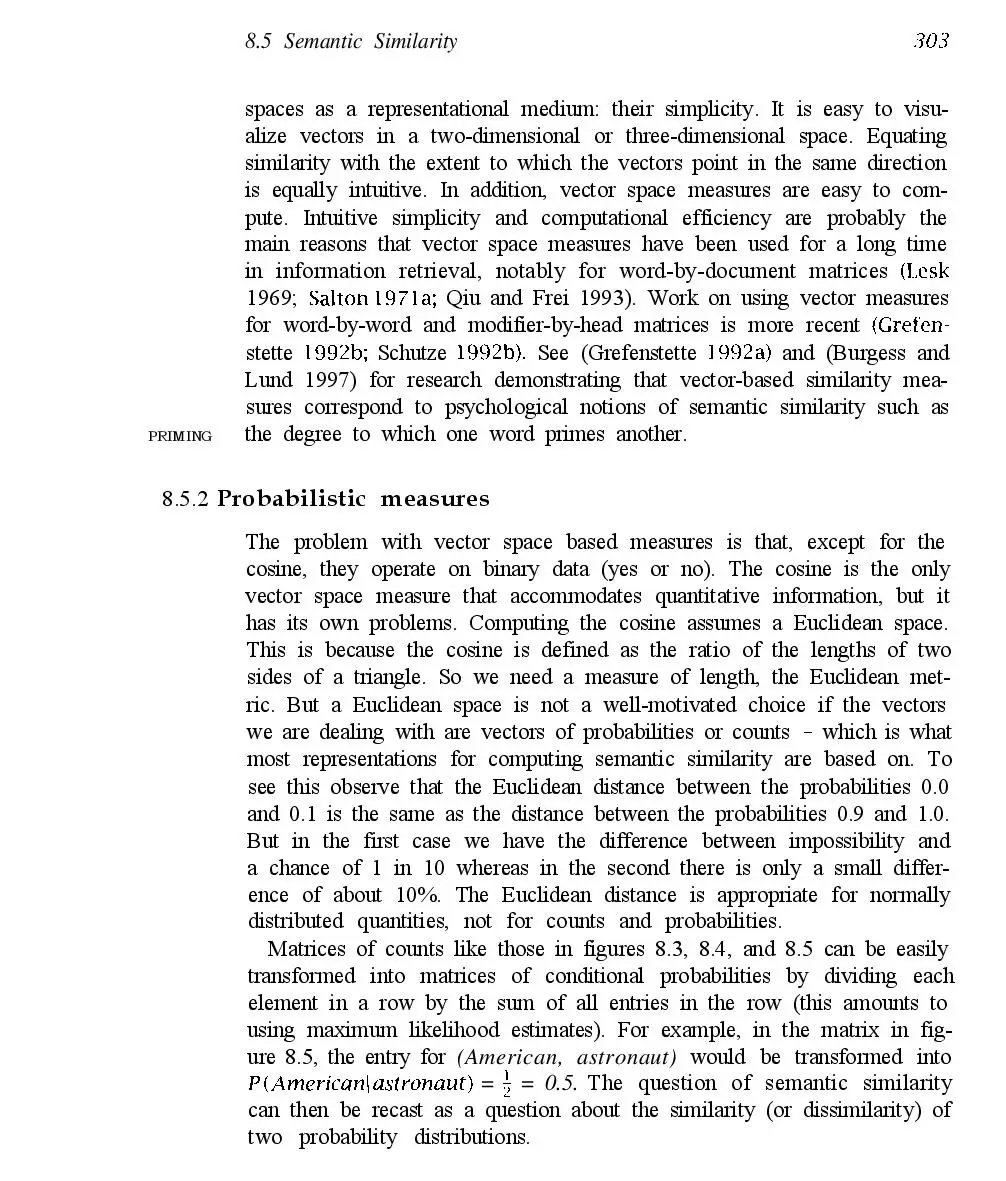 8.5 Semantic Similarity 303
spaces as a representational medium: their simplicity. It is easy to visu-
alize vectors in a two-dimensional or three-dimensional space. Equating
similarity with the extent to which the vectors point in the same direction
is equally intuitive. In addition, vector space measures are easy to com-
pute. Intuitive simplicity and computational efficiency are probably the
main reasons that vector space measures have been used for a long time
in information retrieval, notably for word-by-document matrices (Lesk
1969; Salton 1971a; Qiu and Frei 1993). Work on using vector measures
for word-by-word and modifier-by-head matrices is more recent (Grefen-
stette 1992b; Schutze 1992b). See (Grefenstette 1992a) and (Burgess and
Lund 1997) for research demonstrating that vector-based similarity mea-
sures correspond to psychological notions of semantic similarity such as
PRIMING the degree to which one word primes another.
8.5.2 Probabilistic measures
The problem with vector space based measures is that, except for the
cosine, they operate on binary data (yes or no). The cosine is the only
vector space measure that accommodates quantitative information, but it
has its own problems. Computing the cosine assumes a Euclidean space.
This is because the cosine is defined as the ratio of the lengths of two
sides of a triangle. So we need a measure of length, the Euclidean met-
ric. But a Euclidean space is not a well-motivated choice if the vectors
we are dealing with are vectors of probabilities or counts – which is what
most representations for computing semantic similarity are based on. To
see this observe that the Euclidean distance between the probabilities 0.0
and 0.1 is the same as the distance between the probabilities 0.9 and 1.0.
But in the first case we have the difference between impossibility and
a chance of 1 in 10 whereas in the second there is only a small differ-
ence of about 10%. The Euclidean distance is appropriate for normally
distributed quantities, not for counts and probabilities.
Matrices of counts like those in figures 8.3, 8.4, and 8.5 can be easily
transformed into matrices of conditional probabilities by dividing each
element in a row by the sum of all entries in the row (this amounts to
using maximum likelihood estimates). For example, in the matrix in fig-
ure 8.5, the entry for (American, astronaut) would be transformed into
P(American|astronaut) = 1/2 = 0.5. The question of semantic similarity
can then be recast as a question about the similarity (or dissimilarity) of
two probability distributions.